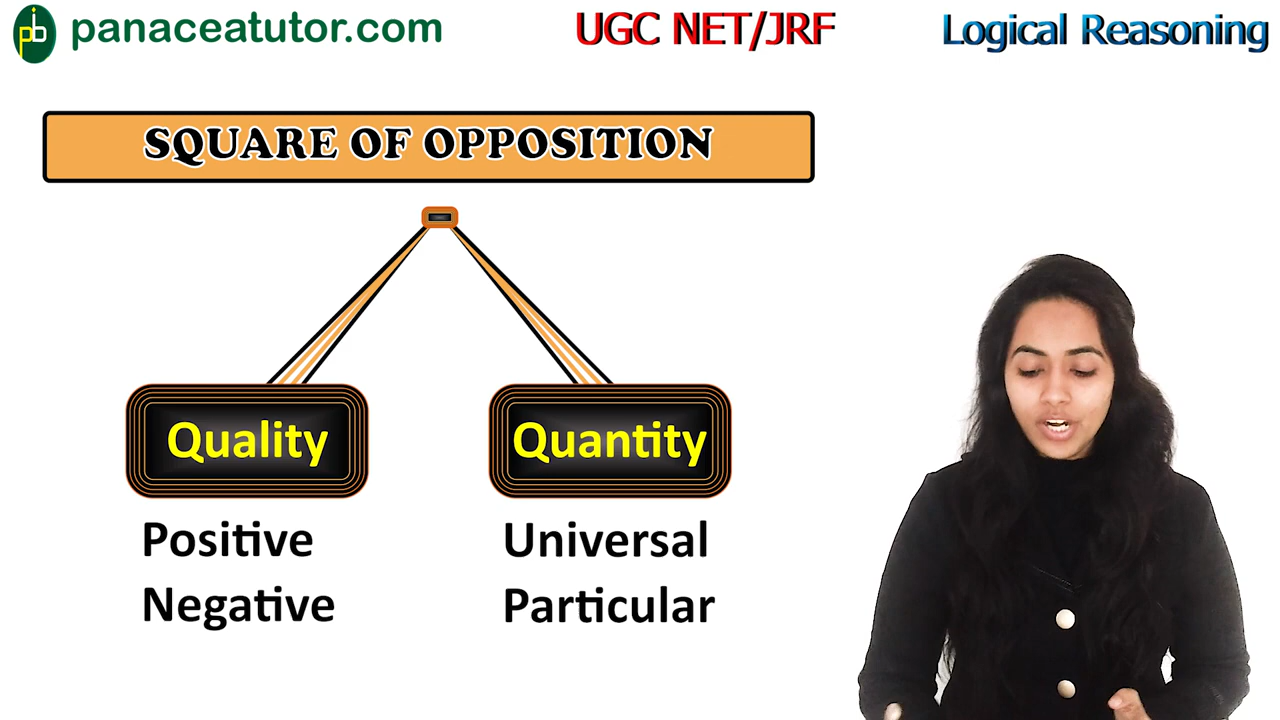 panaceatutor.com
UGC NET/JRF
Logical Reasoning
SQUARE OF OPPOSITION
Quality
Positive
Negative
Quantity
Universal
Particular